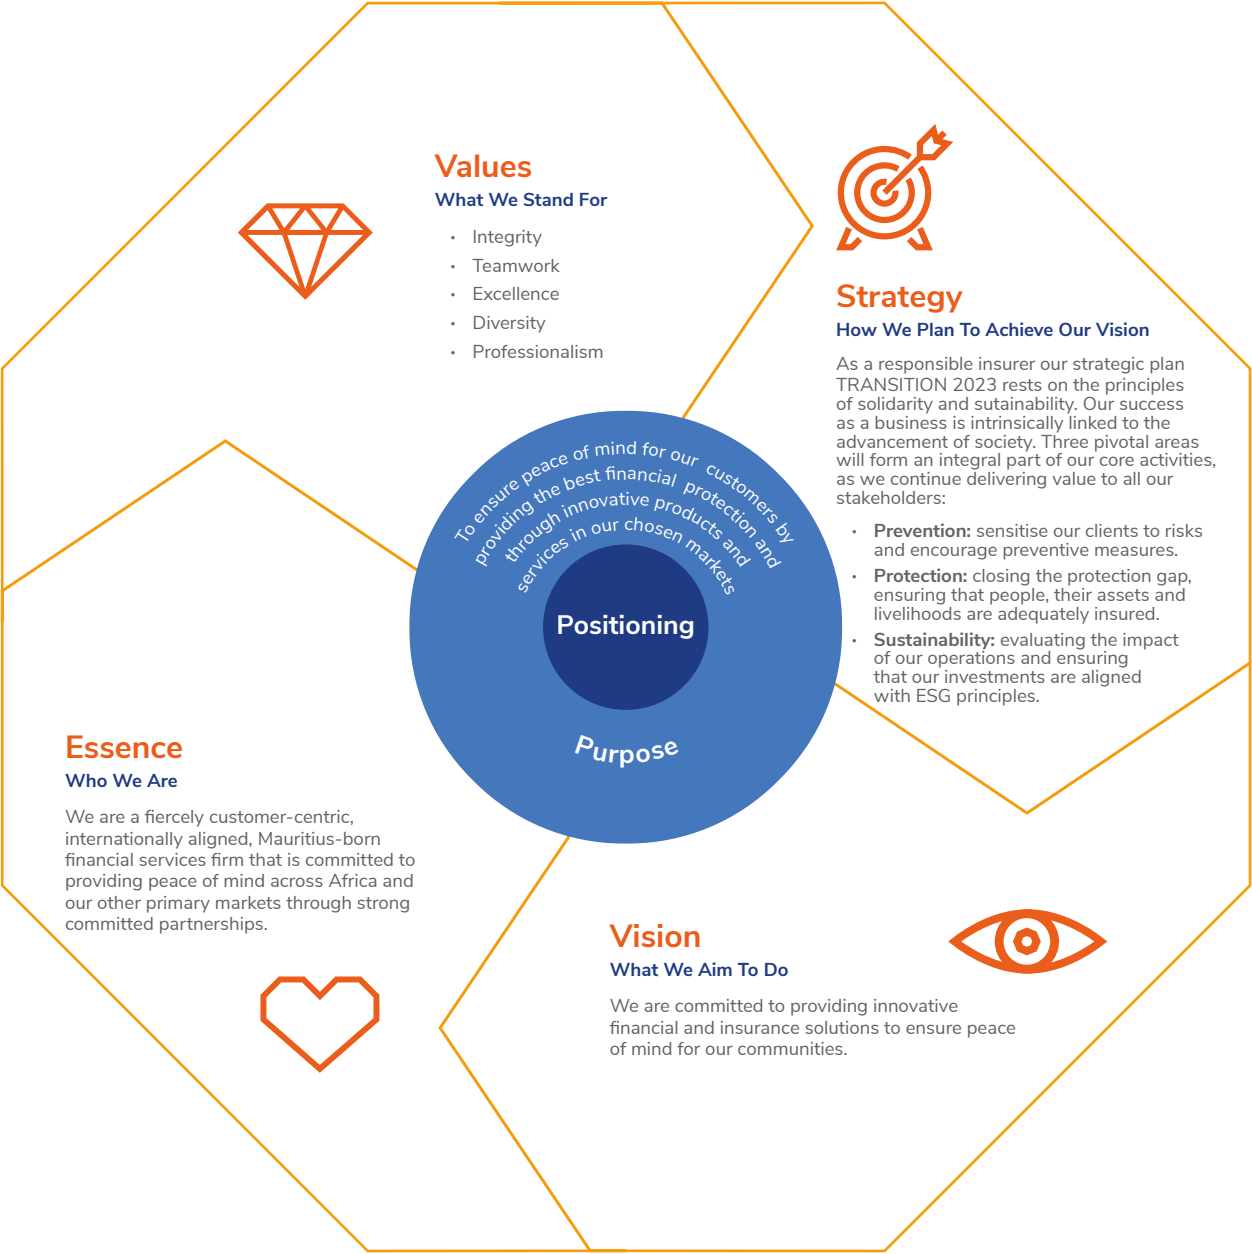 Values
What We Stand For
• Integrity
• Teamwork
• Excellence
• Diversity
• Professionalism
Strategy
How We Plan To Achieve Our Vision
As a responsible insurer our strategic plan
TRANSITION 2023 rests on the principles
of solidarity and sutainability. Our success
as a business is intrinsically linked to the
advancement of society. Three pivotal areas
will form an integral part of our core activities,
as we continue delivering value to all our
stakeholders:
• Prevention: sensitise our clients to risks
and encourage preventive measures.
• Protection: closing the protection gap,
ensuring that people, their assets and
livelihoods are adequately insured.
• Sustainability: evaluating the impact
of our operations and ensuring
that our investments are aligned
with ESG principles.
To ensure peace of mind for our customers by
providing the best financial protection and
through innovative products and
services in our chosen markets
Positioning
Purpose
Essence
Who We Are
We are a fiercely customer-centric,
internationally aligned, Mauritius-born
financial services firm that is committed to
providing peace of mind across Africa and
our other primary markets through strong
committed partnerships.
Vision
What We Aim To Do
We are committed to providing innovative
financial and insurance solutions to ensure peace
of mind for our communities.